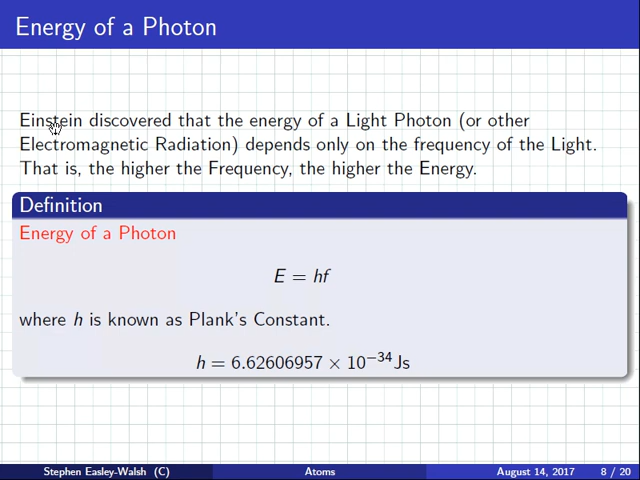 Energy of a Photon
Einstein discovered that the energy of a Light Photon (or other
Electromagnetic Radiation) depends only on the frequency of the Light.
That is, the higher the Frequency, the higher the Energy.
Definition
Energy of a Photon
E = hf
where h is known as Plank's Constant.
h = 6.62606957 × 10⁻³⁴Js
Stephen Easley-Walsh (C) Atoms August 14, 2017 8 / 20